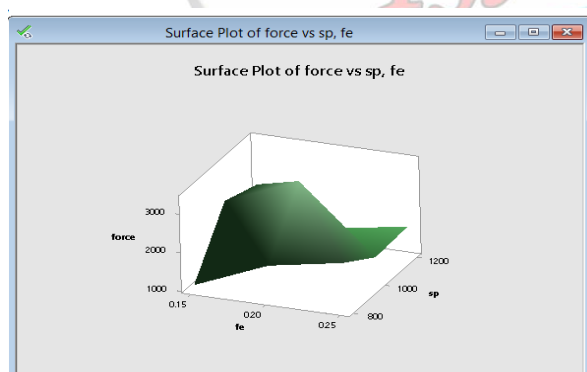 Surface Plot of force vs sp, fe
Surface Plot of force vs sp, fe
3000
force
2000
1000
0.15
0.20
0.25
fe
800
1000
1200
sp